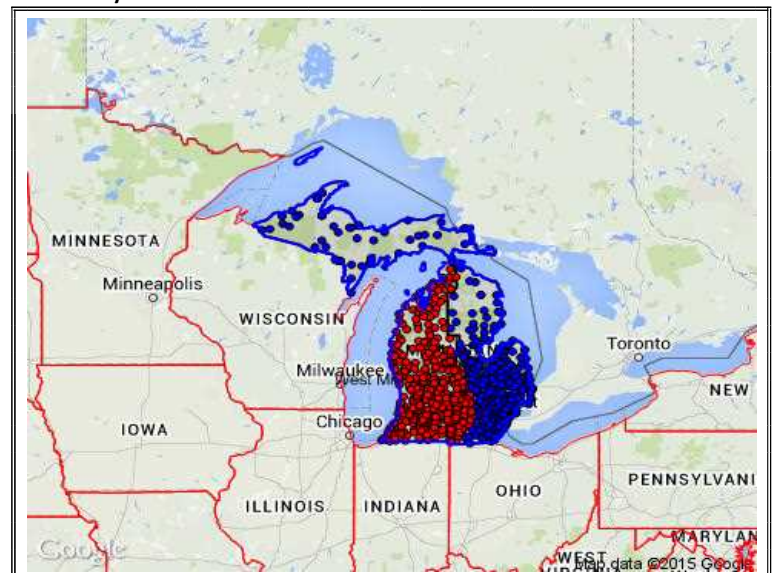 MINNESOTA
Minneapolis
WISCONSIN
Toronto
Milwaukee
West
NEW
Chicago
IOWA
PENNSYLVANI
OHIO
ILLINOIS
INDIANA
MARYLAN
Google
WEST
Map data ©2015 Google